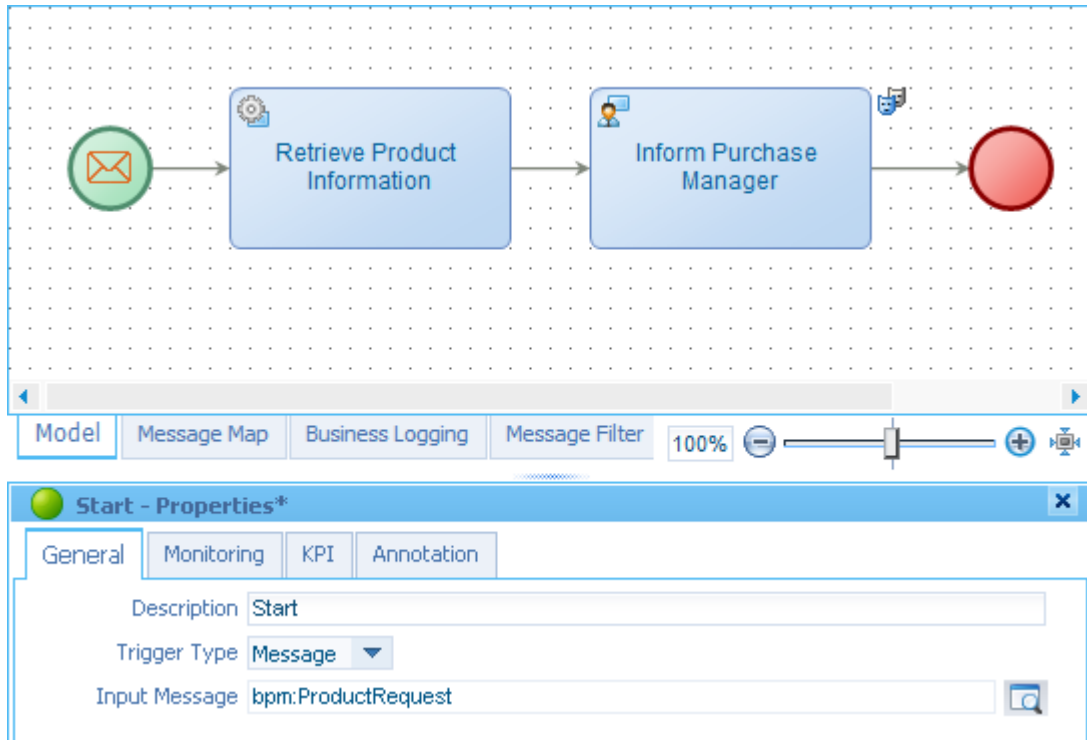 Retrieve Product
Information
Inform Purchase
Manager
Model Message Map Business Logging Message Filter 100%
Start - Properties*
General Monitoring KPI Annotation
Description Start
Trigger Type Message
Input Message bpm:ProductRequest